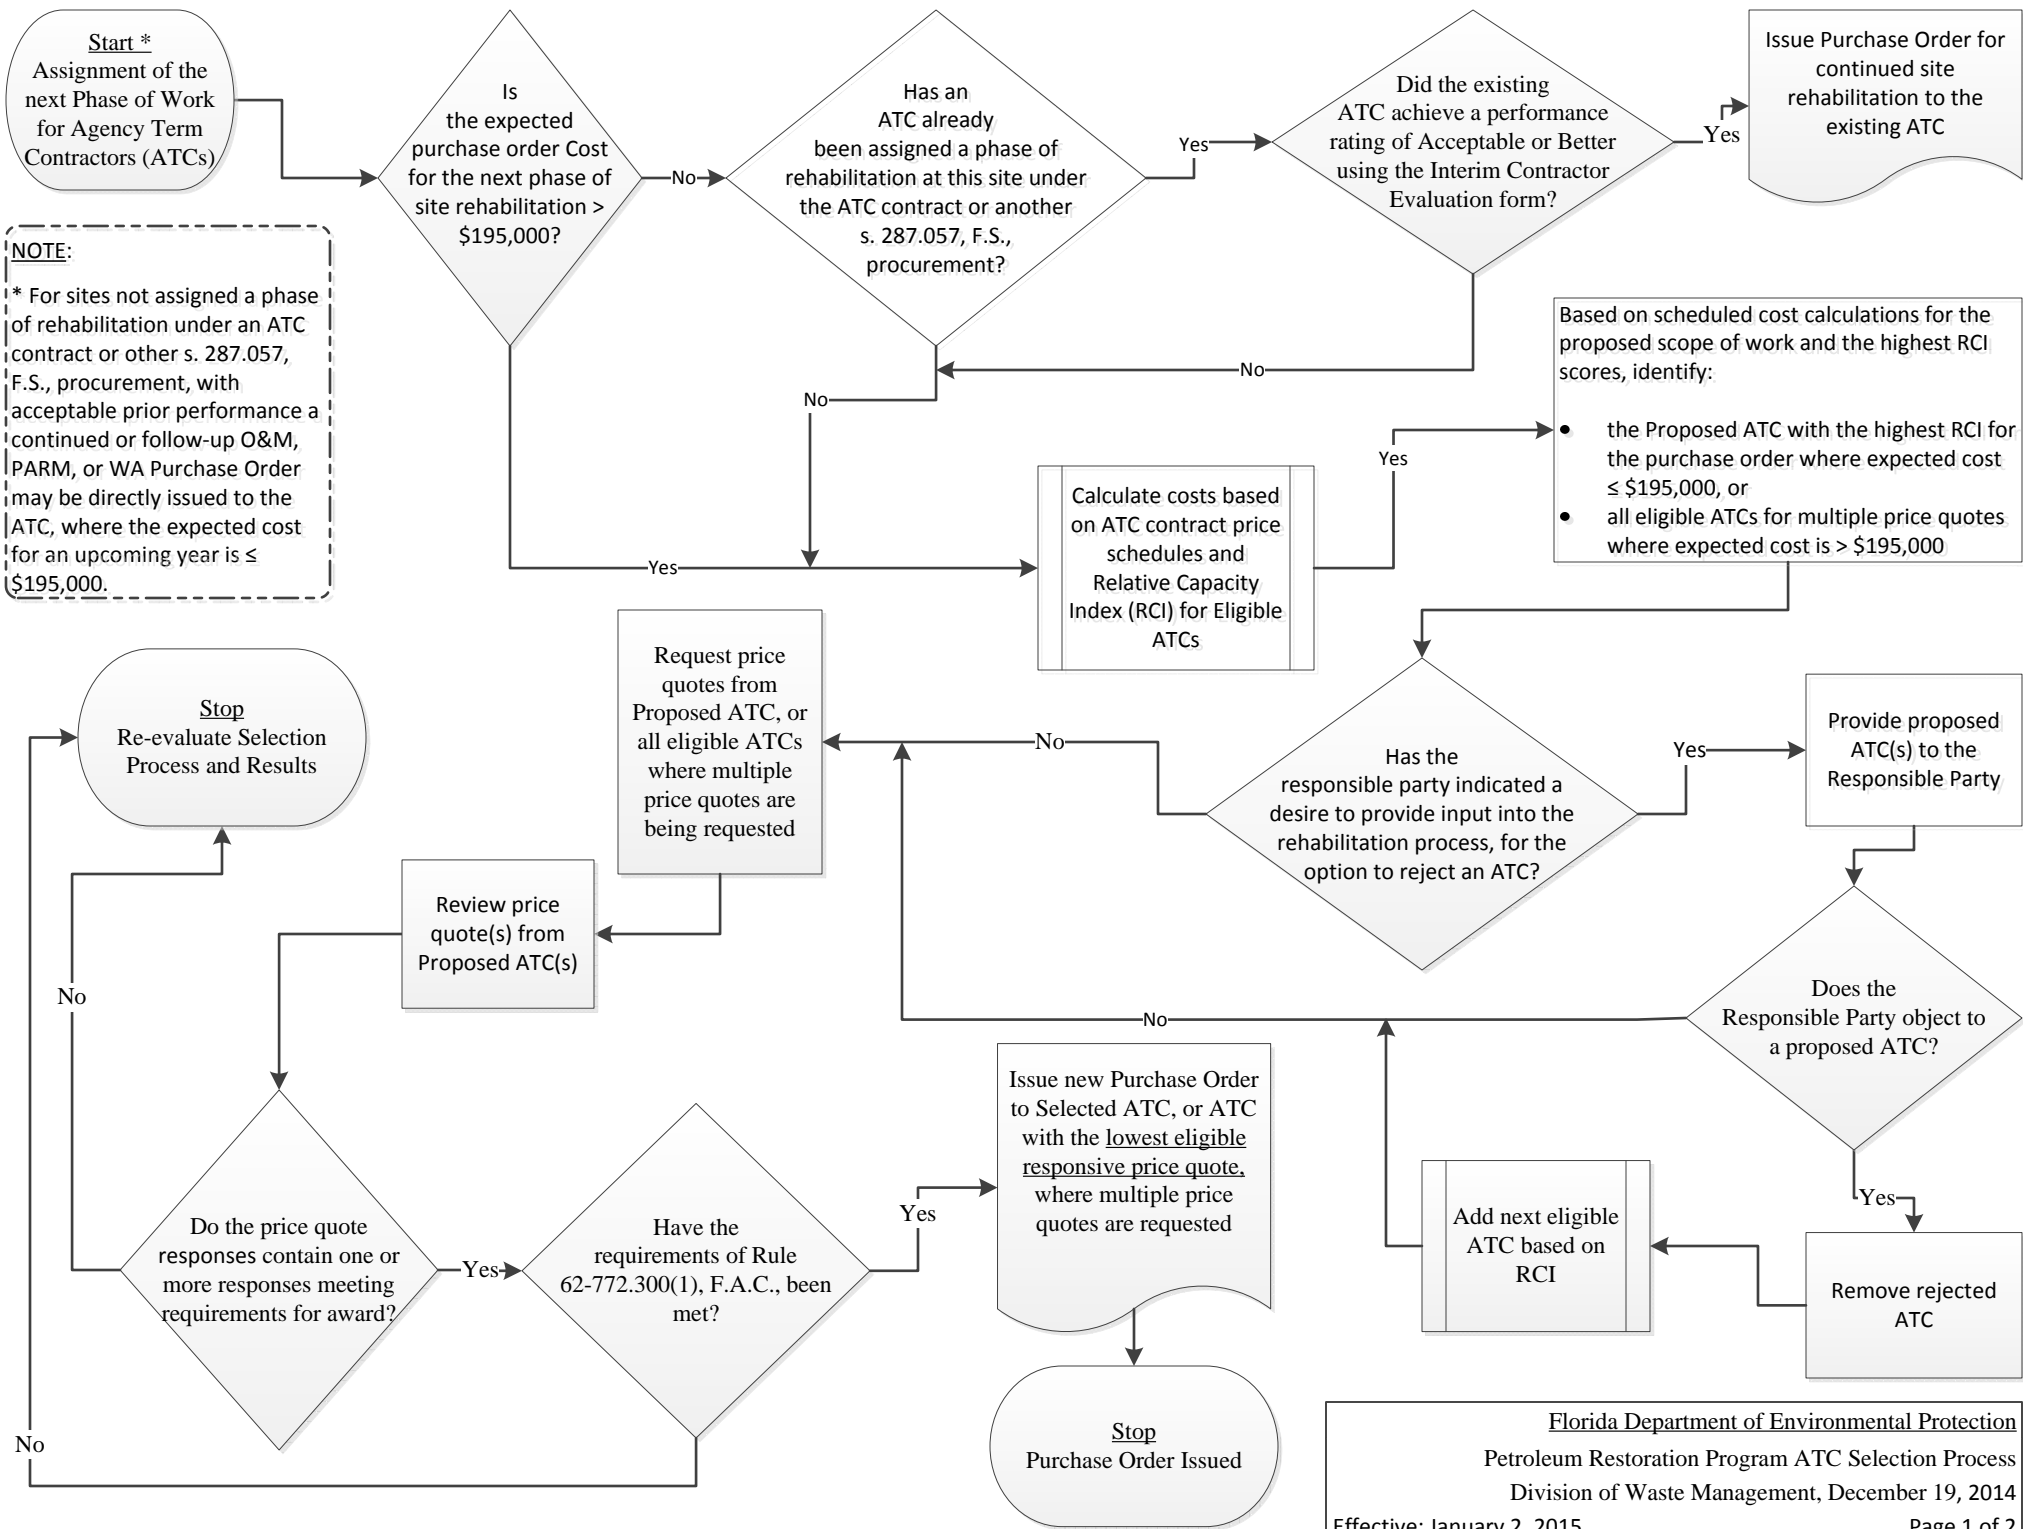 Start *
Assignment of the
next Phase of Work
for Agency Term
Contractors (ATCs)
Is
the expected
purchase order Cost
for the next phase of
site rehabilitation >
$195,000?
No
Has an
ATC already
been assigned a phase of
rehabilitation at this site under
the ATC contract or another
s. 287.057, F.S.,
procurement?
Yes
Did the existing
ATC achieve a performance
rating of Acceptable or Better
using the Interim Contractor
Evaluation form?
Yes
Issue Purchase Order for
continued site
rehabilitation to the
existing ATC
NOTE:
* For sites not assigned a phase
of rehabilitation under an ATC
contract or other s. 287.057,
F.S., procurement, with
acceptable prior performance a
continued or follow-up O&M,
PARM, or WA Purchase Order
may be directly issued to the
ATC, where the expected cost
for an upcoming year is ≤
$195,000.
No
No
Yes
Calculate costs based
on ATC contract price
schedules and
Relative Capacity
Index (RCI) for Eligible
ATCs
Yes
Based on scheduled cost calculations for the
proposed scope of work and the highest RCI
scores, identify:
• the Proposed ATC with the highest RCI for
the purchase order where expected cost
≤ $195,000, or
• all eligible ATCs for multiple price quotes
where expected cost is > $195,000
Has the
responsible party indicated a
desire to provide input into the
rehabilitation process, for the
option to reject an ATC?
Yes
Provide proposed
ATC(s) to the
Responsible Party
No
Request price
quotes from
Proposed ATC, or
all eligible ATCs
where multiple
price quotes are
being requested
Stop
Re-evaluate Selection
Process and Results
Review price
quote(s) from
Proposed ATC(s)
No
Does the
Responsible Party object to
a proposed ATC?
No
Yes
Remove rejected
ATC
Add next eligible
ATC based on
RCI
Do the price quote
responses contain one or
more responses meeting
requirements for award?
Yes
Have the
requirements of Rule
62-772.300(1), F.A.C., been
met?
Yes
No
Issue new Purchase Order
to Selected ATC, or ATC
with the lowest eligible
responsive price quote,
where multiple price
quotes are requested
Stop
Purchase Order Issued
Florida Department of Environmental Protection
Petroleum Restoration Program ATC Selection Process
Division of Waste Management, December 19, 2014
Effective: January 2, 2015 Page 1 of 2